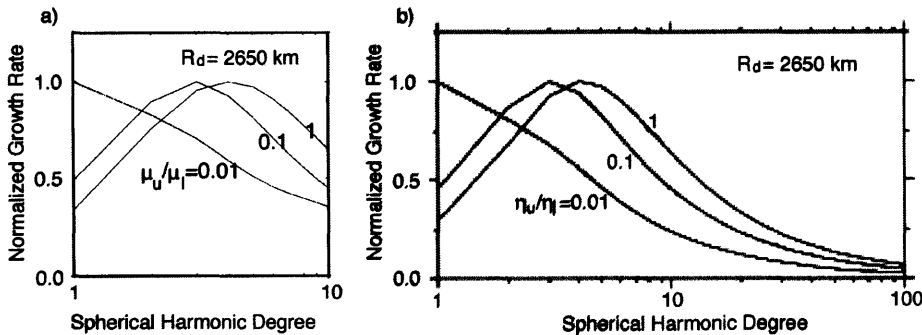 a)
R_d = 2650 km
Normalized Growth Rate
1.0
0.5
0.0
1
0.1
μ_u/μ_l=0.01
1
10
Spherical Harmonic Degree
b)
R_d = 2650 km
Normalized Growth Rate
1.0
0.5
0.0
1
0.1
η_u/η_l=0.01
1
10
100
Spherical Harmonic Degree